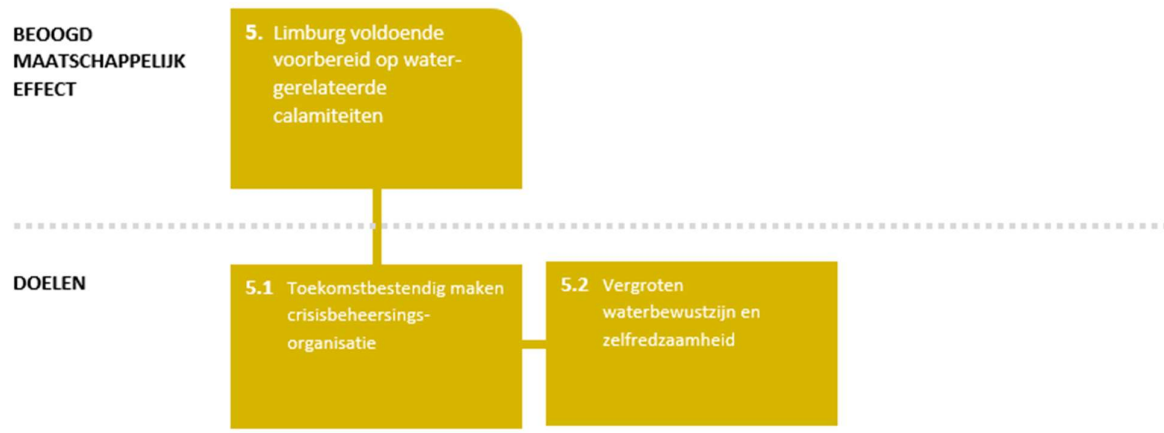 BEOOGD
MAATSCHAPPELIJK
EFFECT
5. Limburg voldoende
voorbereid op water-
gerelateerde
calamiteiten
DOELEN
5.1 Toekomstbestendig maken
crisisbeheersings-
organisatie
5.2 Vergroten
waterbewustzijn en
zelfredzaamheid